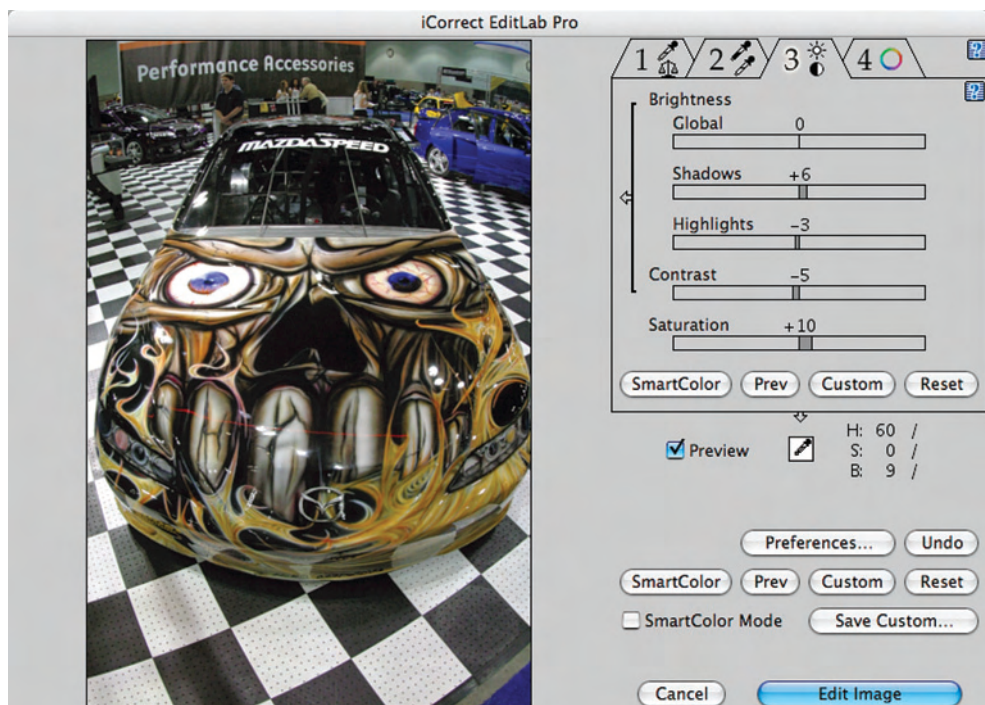 iCorrect EditLab Pro
Performance Accessories
MAZDASPEED
1 2 3 4
Brightness
Global 0
Shadows +6
Highlights -3
Contrast -5
Saturation +10
SmartColor Prev Custom Reset
Preview
H: 60 /
S: 0 /
B: 9 /
Preferences... Undo
SmartColor Prev Custom Reset
SmartColor Mode Save Custom...
Cancel Edit Image